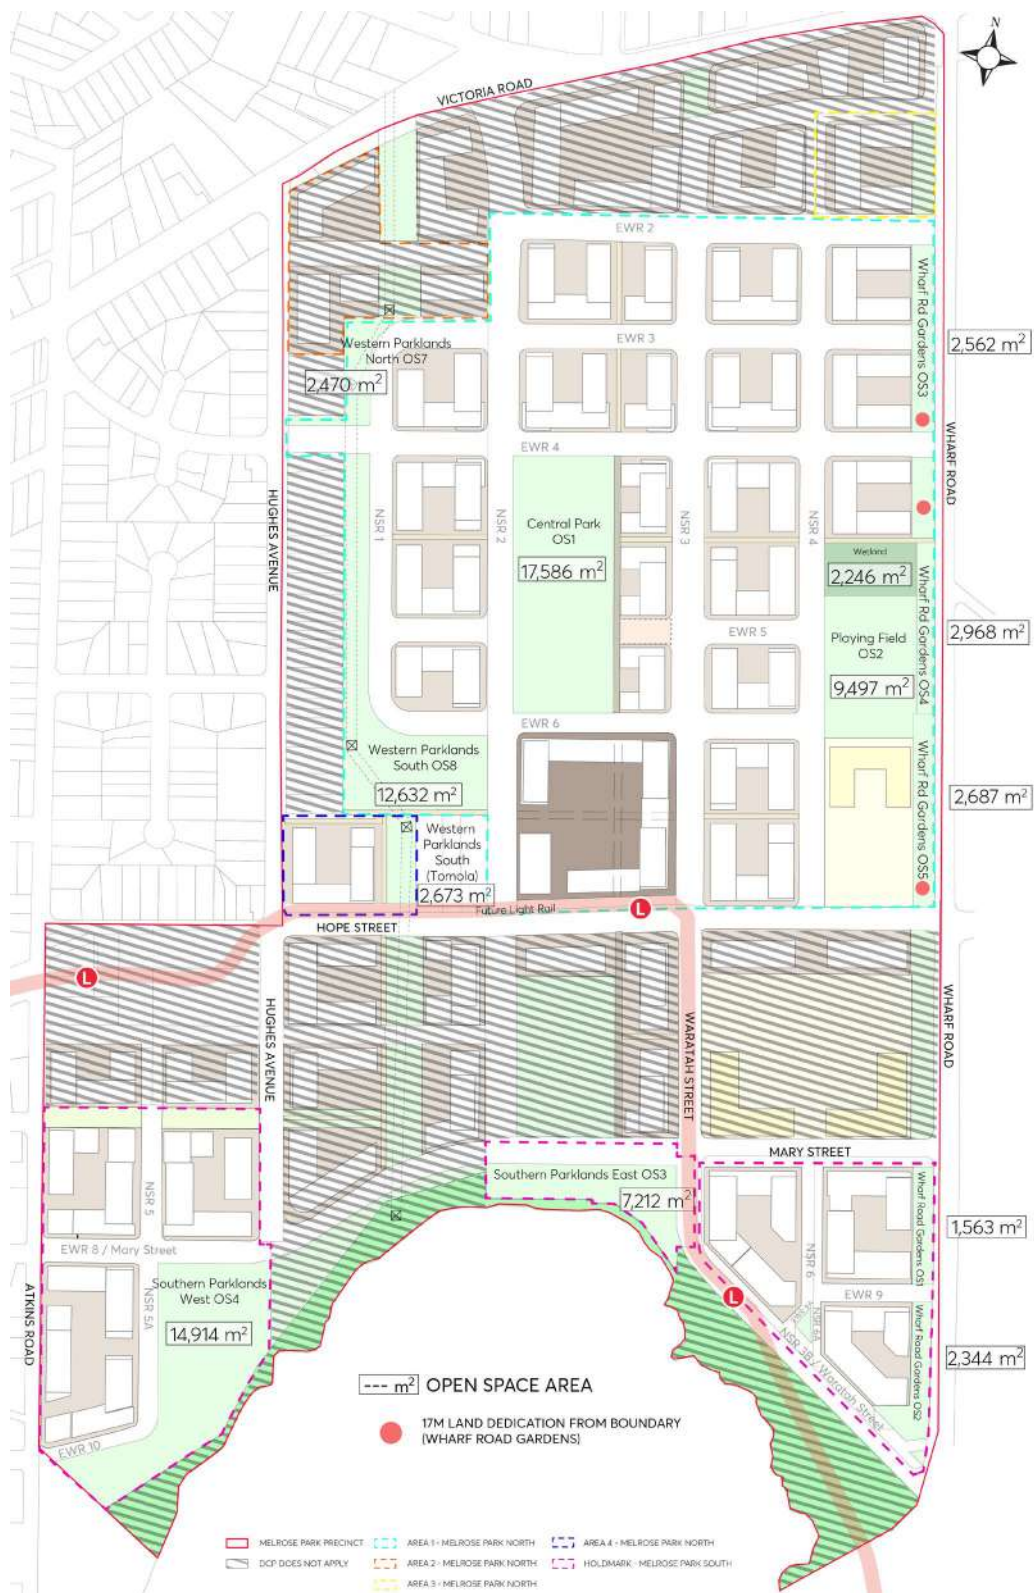 N
VICTORIA ROAD
EWR 2
Wharf Rd Gardens OS3
2,562 m²
EWR 3
Western Parklands
North OS7
2,470 m²
EWR 4
WHARF ROAD
HUGHES AVENUE
NSR 1
NSR 2
Central Park
OS1
17,586 m²
NSR 3
NSR 4
Wetland
2,246 m²
Wharf Rd Gardens OS4
2,968 m²
EWR 5
Playing Field
OS2
9,497 m²
EWR 6
Western Parklands
South OS8
12,632 m²
Wharf Rd Gardens OS5
2,687 m²
Western
Parklands
South
(Tomola)
2,673 m²
Future Light Rail
L
HOPE STREET
L
HUGHES AVENUE
WARATAH STREET
WHARF ROAD
MARY STREET
Southern Parklands East OS3
7,212 m²
NSR 5
EWR 8 / Mary Street
Wharf Road Gardens OS1
1,563 m²
NSR 6
EWR 9
ATKINS ROAD
NSR 5A
Southern Parklands
West OS4
14,914 m²
L
NSR 6A
NSR 3B / Waratah Street
Wharf Road Gardens OS2
2,344 m²
EWR 10
--- m² OPEN SPACE AREA
17M LAND DEDICATION FROM BOUNDARY
(WHARF ROAD GARDENS)
MELROSE PARK PRECINCT
AREA 1 - MELROSE PARK NORTH
AREA 4 - MELROSE PARK NORTH
DCP DOES NOT APPLY
AREA 2 - MELROSE PARK NORTH
HOLDMARK - MELROSE PARK SOUTH
AREA 3 - MELROSE PARK NORTH